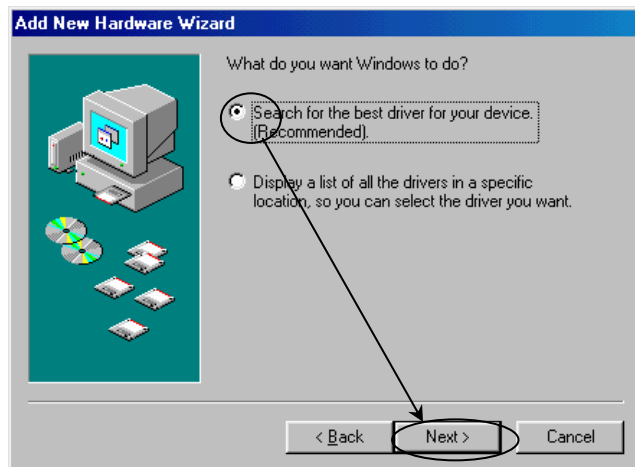 Add New Hardware Wizard
What do you want Windows to do?
Search for the best driver for your device.
(Recommended).
Display a list of all the drivers in a specific
location, so you can select the driver you want.
< Back
Next >
Cancel